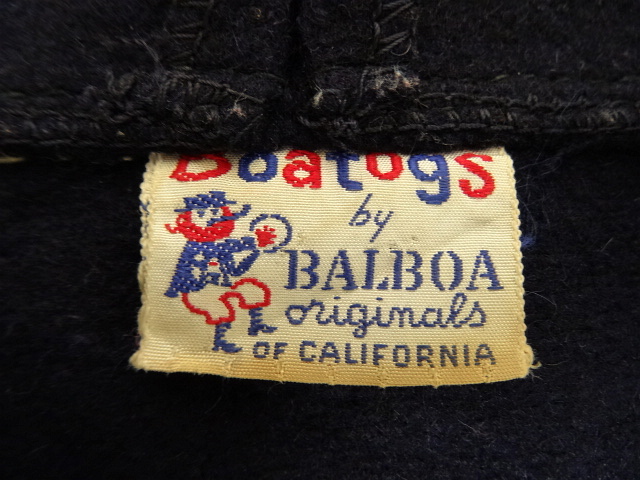 Boatogs
by
BALBOA
originals
OF CALIFORNIA